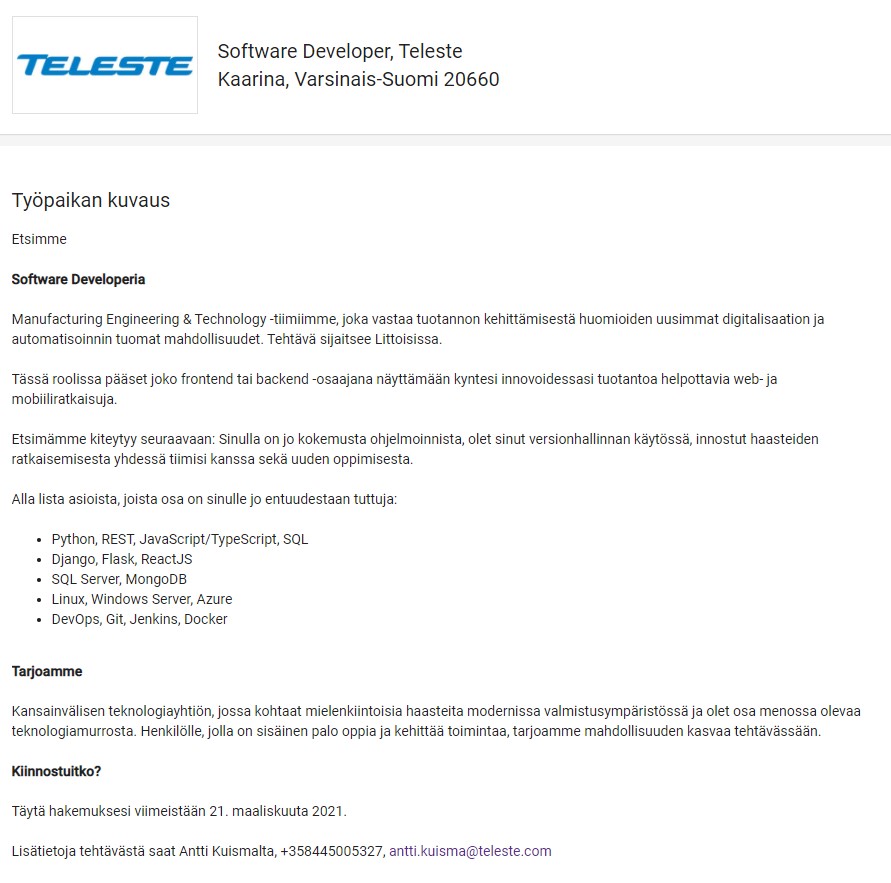 TELESTE
Software Developer, Teleste
Kaarina, Varsinais-Suomi 20660
Työpaikan kuvaus
Etsimme
Software Developeria
Manufacturing Engineering & Technology -tiimiimme, joka vastaa tuotannon kehittämisestä huomioiden uusimmat digitalisaation ja
automatisoinnin tuomat mahdollisuudet. Tehtävä sijaitsee Littoisissa.
Tässä roolissa pääset joko frontend tai backend -osaajana näyttämään kyntesi innovoidessasi tuotantoa helpottavia web- ja
mobiiliratkaisuja.
Etsimämme kiteytyy seuraavaan: Sinulla on jo kokemusta ohjelmoinnista, olet sinut versionhallinnan käytössä, innostut haasteiden
ratkaisemisesta yhdessä tiimisi kanssa sekä uuden oppimisesta.
Alla lista asioista, joista osa on sinulle jo entuudestaan tuttuja:
• Python, REST, JavaScript/TypeScript, SQL
• Django, Flask, ReactJS
• SQL Server, MongoDB
• Linux, Windows Server, Azure
• DevOps, Git, Jenkins, Docker
Tarjoamme
Kansainvälisen teknologiayhtiön, jossa kohtaat mielenkiintoisia haasteita modernissa valmistusympäristössä ja olet osa menossa olevaa
teknologiamurrosta. Henkilölle, jolla on sisäinen palo oppia ja kehittää toimintaa, tarjoamme mahdollisuuden kasvaa tehtävässään.
Kiinnostuitko?
Täytä hakemuksesi viimeistään 21. maaliskuuta 2021.
Lisätietoja tehtävästä saat Antti Kuismalta, +358445005327, antti.kuisma@teleste.com